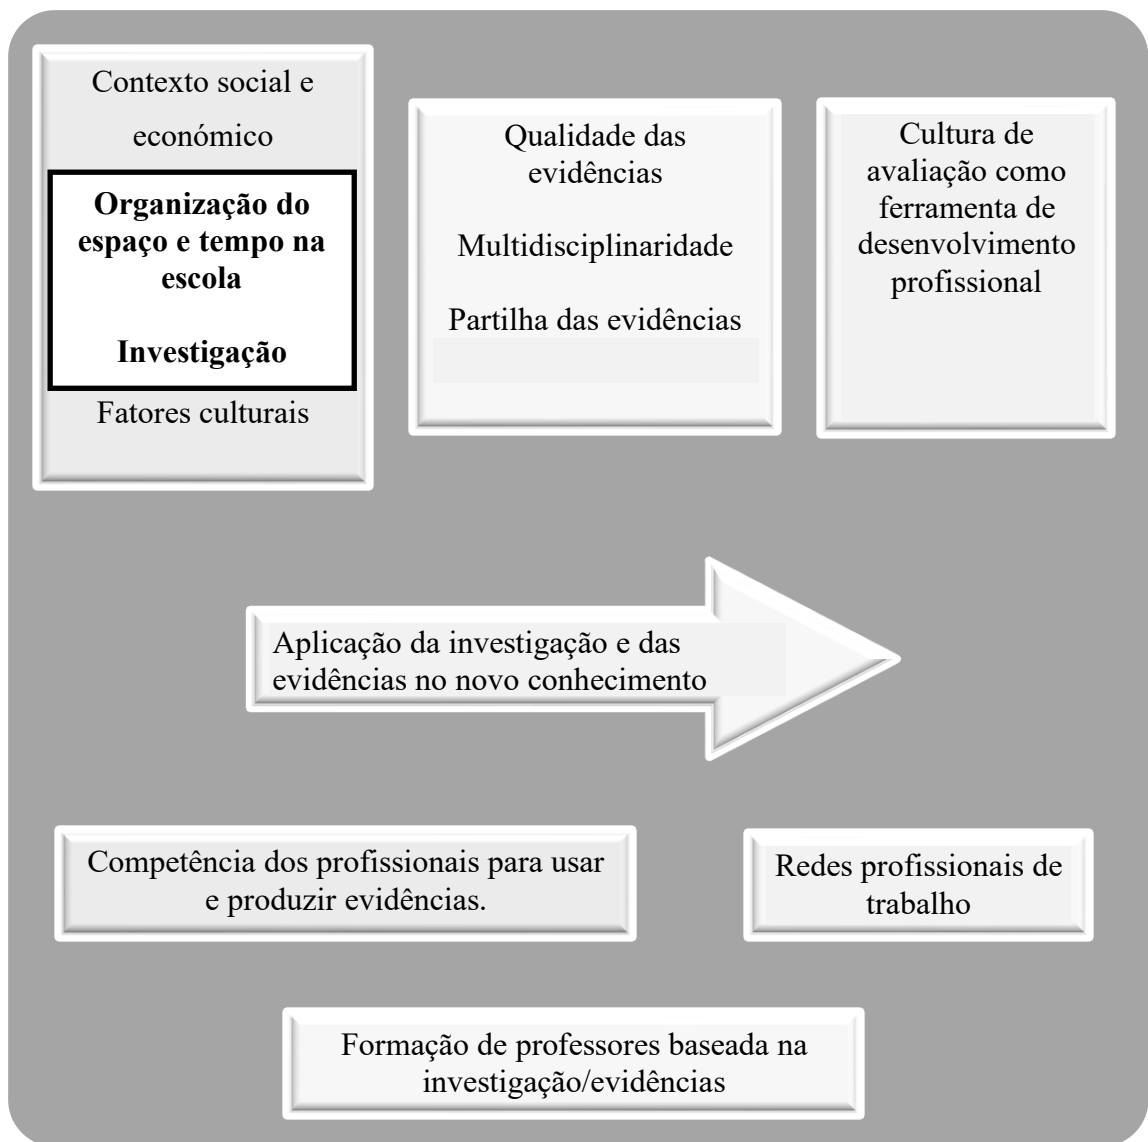 Contexto social e
económico
Organização do
espaço e tempo na
escola
Investigação
Fatores culturais
Qualidade das
evidências
Multidisciplinaridade
Partilha das evidências
Cultura de
avaliação como
ferramenta de
desenvolvimento
profissional
Aplicação da investigação e das
evidências no novo conhecimento
Competência dos profissionais para usar
e produzir evidências.
Redes profissionais de
trabalho
Formação de professores baseada na
investigação/evidências